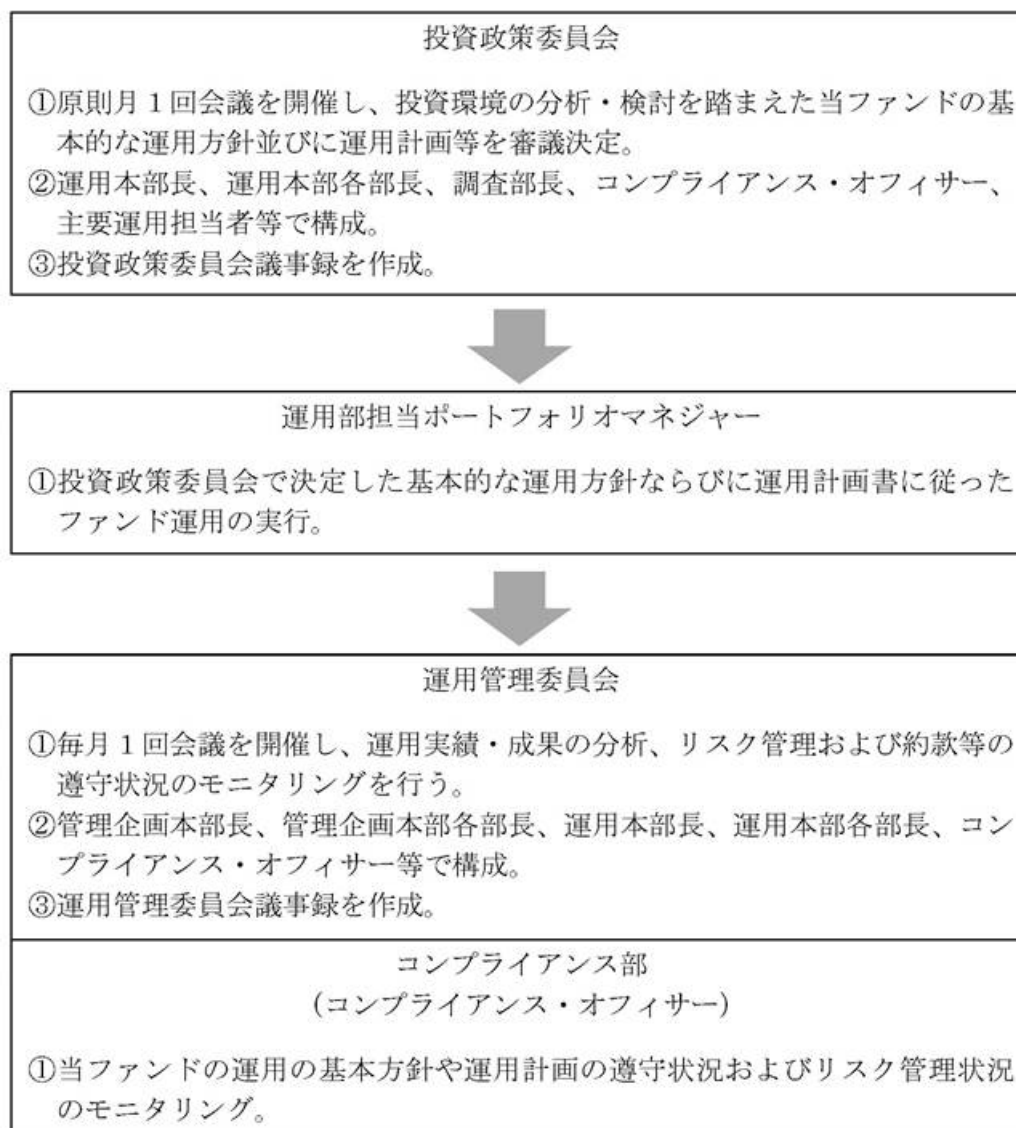 投資政策委員会
①原則月１回会議を開催し、投資環境の分析・検討を踏まえた当ファンドの基
本的な運用方針並びに運用計画等を審議決定。
②運用本部長、運用本部各部長、調査部長、コンプライアンス・オフィサー、
主要運用担当者等で構成。
③投資政策委員会議事録を作成。
運用部担当ポートフォリオマネジャー
①投資政策委員会で決定した基本的な運用方針ならびに運用計画書に従った
ファンド運用の実行。
運用管理委員会
①毎月１回会議を開催し、運用実績・成果の分析、リスク管理および約款等の
遵守状況のモニタリングを行う。
②管理企画本部長、管理企画本部各部長、運用本部長、運用本部各部長、コン
プライアンス・オフィサー等で構成。
③運用管理委員会議事録を作成。
コンプライアンス部
（コンプライアンス・オフィサー）
①当ファンドの運用の基本方針や運用計画の遵守状況およびリスク管理状況
のモニタリング。